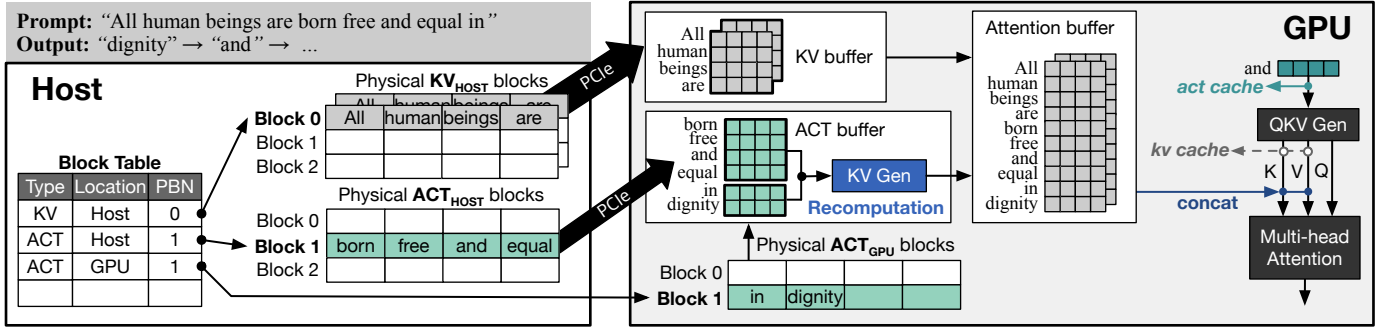 Prompt: “All human beings are born free and equal in”
Output: “dignity” → “and” → ...
Host
Physical KVHOST blocks
All human beings are
Block 0 All human beings are
Block 1
Block 2
Block Table
Type Location PBN
KV Host 0
ACT Host 1
ACT GPU 1
Physical ACTHOST blocks
Block 0
Block 1 born free and equal
Block 2
PCIe
PCIe
GPU
All
human
beings
are
KV buffer
born
free
and
equal
in
dignity
ACT buffer
KV Gen
Recomputation
Physical ACTGPU blocks
Block 0
Block 1 in dignity
Attention buffer
All
human
beings
are
born
free
and
equal
in
dignity
and
act cache
QKV Gen
kv cache
K V Q
concat
Multi-head
Attention